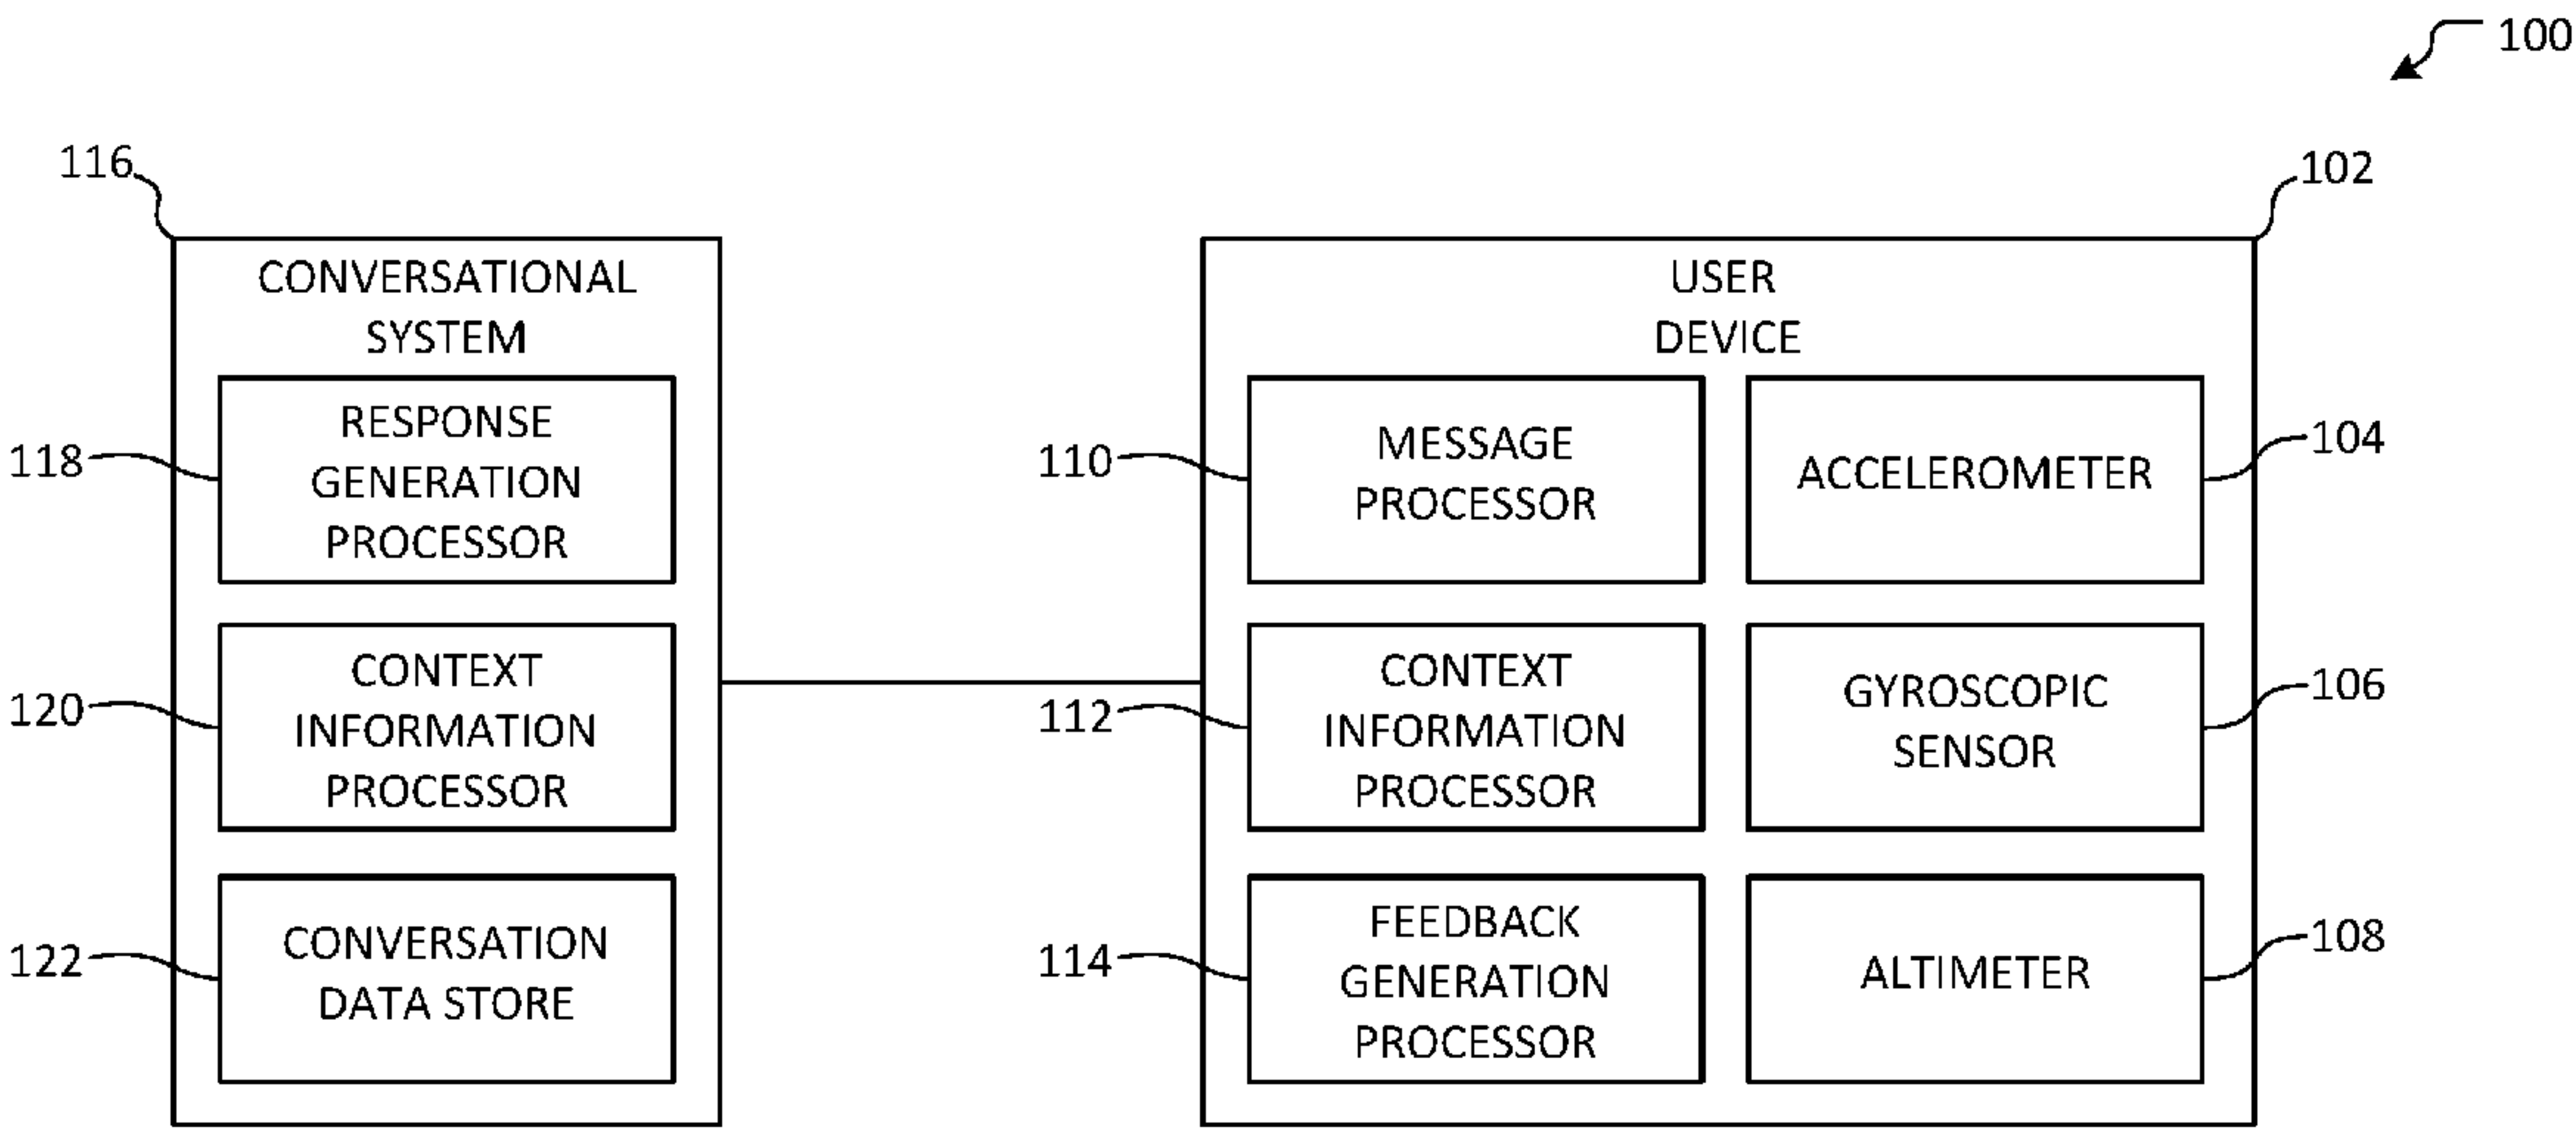 100
116
102
CONVERSATIONAL
SYSTEM
118
RESPONSE
GENERATION
PROCESSOR
120
CONTEXT
INFORMATION
PROCESSOR
122
CONVERSATION
DATA STORE
USER
DEVICE
110
MESSAGE
PROCESSOR
ACCELEROMETER
104
112
CONTEXT
INFORMATION
PROCESSOR
GYROSCOPIC
SENSOR
106
114
FEEDBACK
GENERATION
PROCESSOR
ALTIMETER
108